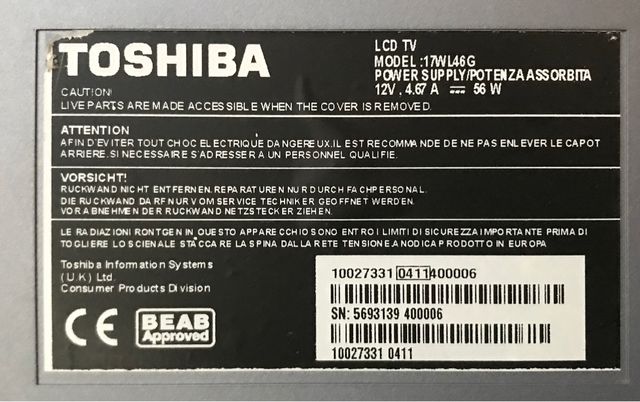 TOSHIBA
LCD TV
MODEL :17WL46G
POWER SUPPLY/POTENZA ASSORBITA
12V, 4.67 A 56 W
CAUTION!
LIVE PARTS ARE MADE ACCESSIBLE WHEN THE COVER IS REMOVED.
ATTENTION
AFIN D'EVITER TOUT CHOC ELECTRIQUE DANGEREUX.IL EST RECOMMANDE DE NE PAS ENLEVER LE CAPOT
ARRIERE.SI NECESSAIRE S'ADRESSER A UN PERSONNEL QUALIFIE.
VORSICHT!
RUCKWAND NICHT ENTFERNEN. REPARATUREN NUR DURCH FACHPERSONAL.
DIE RUCKWAND DARF NUR VOM SERVICE TECHNIKER GEOFFNET WERDEN.
VOR ABNEHMEN DER RUCKWAND NETZSTECKER ZIEHEN.
LE RADIAZIONI RONTGEN IN QUESTO APPARECCHIO SONO ENTRO I LIMITI DI SICUREZZA IMPORTANTE PRIMA DI
TOGLIERE LO SCIENALE STACCARE LA SPINA DALLA RETE TENSIONE A NODICA PRODOTTO IN EUROPA
Toshiba Information Systems
(U.K) Ltd.
Consumer Products Division
CE
BEAB
Approved
10027331 0411 400006
SN: 5693139 400006
10027331 0411